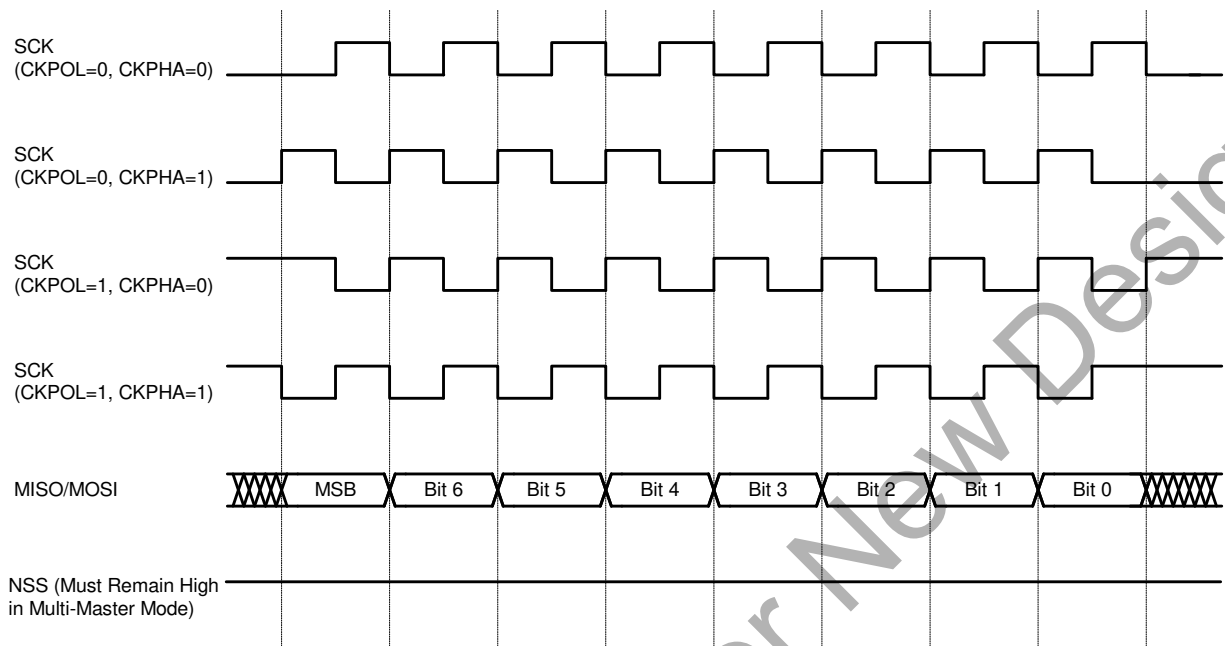 SCK
(CKPOL=0, CKPHA=0)
SCK
(CKPOL=0, CKPHA=1)
SCK
(CKPOL=1, CKPHA=0)
SCK
(CKPOL=1, CKPHA=1)
MISO/MOSI
MSB
Bit 6
Bit 5
Bit 4
Bit 3
Bit 2
Bit 1
Bit 0
NSS (Must Remain High
in Multi-Master Mode)
New